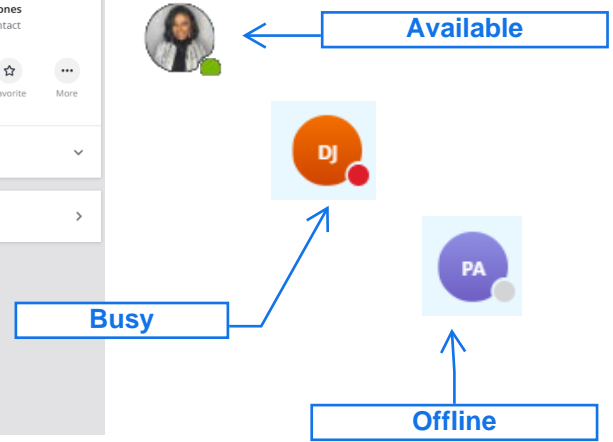 ones
ntact
Available
avorite
More
DJ
PA
Busy
Offline